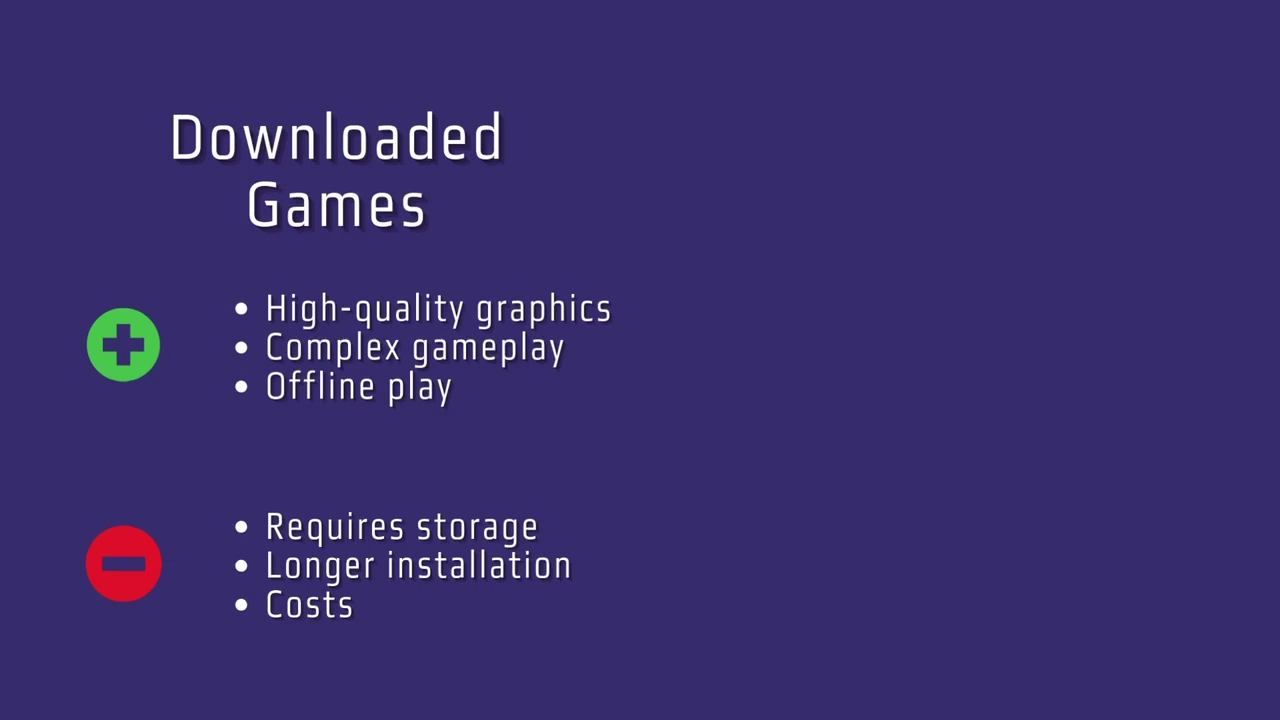 Downloaded
Games
• High-quality graphics
• Complex gameplay
• Offline play
• Requires storage
• Longer installation
• Costs